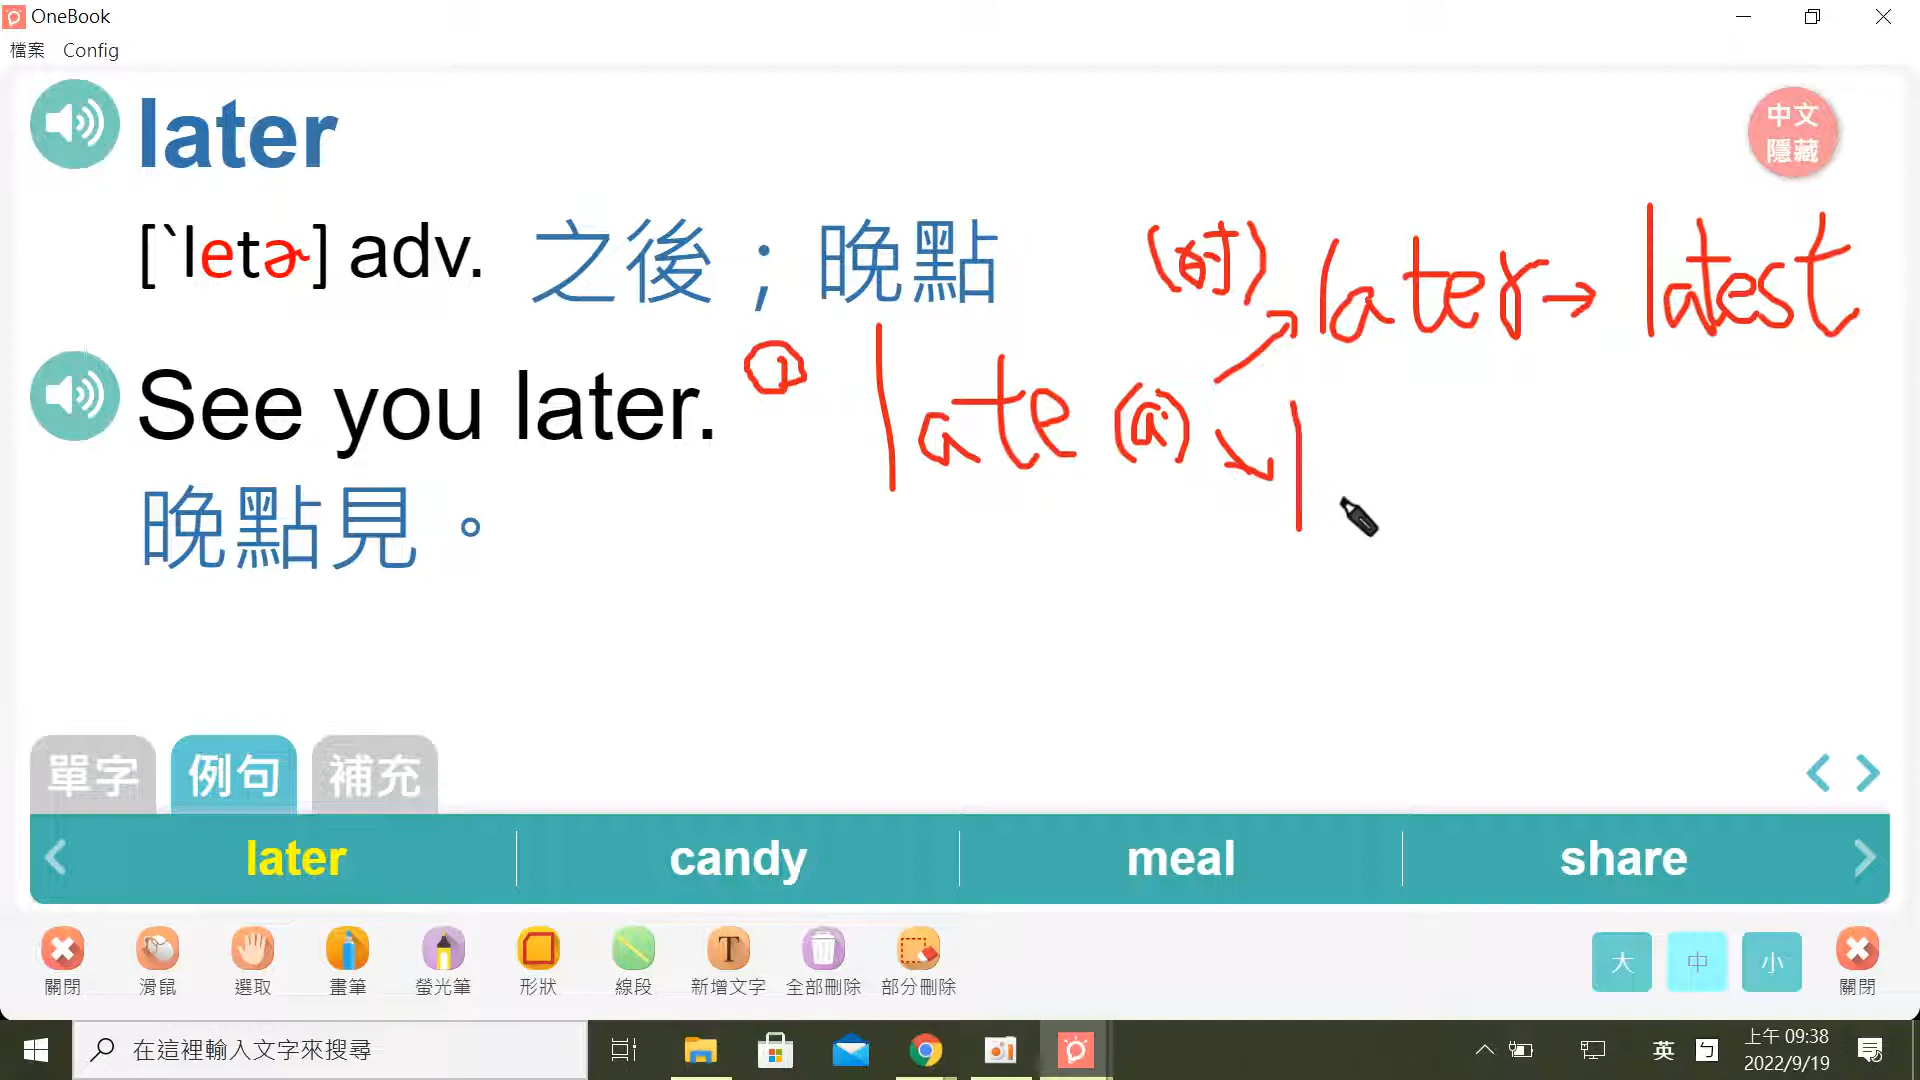 OneBook
檔案 Config
later
中文
隱藏
[ˋletɚ] adv. 之後；晚點
(時) later → latest
① late (a.)
See you later.
l
晚點見。
單字 例句 補充
later candy meal share
關閉 滑鼠 選取 畫筆 螢光筆 形狀 線段 新增文字 全部刪除 部分刪除 大 中 小 關閉
在這裡輸入文字來搜尋
英 ㄅ 上午 09:38
2022/9/19